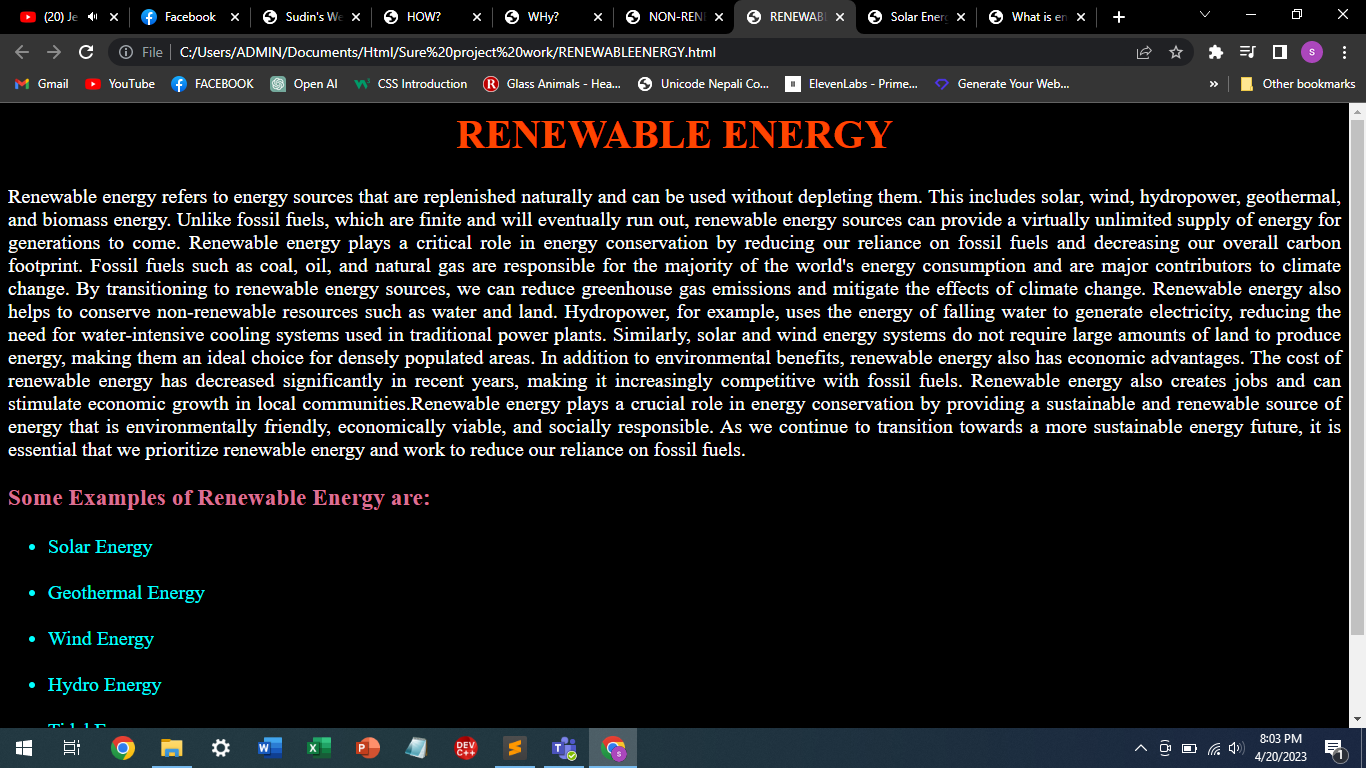 (20) Je
Facebook
Sudin's We
HOW?
WHy?
NON-REN
RENEWABL
Solar Ener
What is en
File
C:/Users/ADMIN/Documents/Html/Sure%20project%20work/RENEWABLEENERGY.html
S
Gmail
YouTube
FACEBOOK
Open AI
CSS Introduction
Glass Animals - Hea...
Unicode Nepali Co...
ElevenLabs - Prime...
Generate Your Web...
»
Other bookmarks
RENEWABLE ENERGY
Renewable energy refers to energy sources that are replenished naturally and can be used without depleting them. This includes solar, wind, hydropower, geothermal,
and biomass energy. Unlike fossil fuels, which are finite and will eventually run out, renewable energy sources can provide a virtually unlimited supply of energy for
generations to come. Renewable energy plays a critical role in energy conservation by reducing our reliance on fossil fuels and decreasing our overall carbon
footprint. Fossil fuels such as coal, oil, and natural gas are responsible for the majority of the world's energy consumption and are major contributors to climate
change. By transitioning to renewable energy sources, we can reduce greenhouse gas emissions and mitigate the effects of climate change. Renewable energy also
helps to conserve non-renewable resources such as water and land. Hydropower, for example, uses the energy of falling water to generate electricity, reducing the
need for water-intensive cooling systems used in traditional power plants. Similarly, solar and wind energy systems do not require large amounts of land to produce
energy, making them an ideal choice for densely populated areas. In addition to environmental benefits, renewable energy also has economic advantages. The cost of
renewable energy has decreased significantly in recent years, making it increasingly competitive with fossil fuels. Renewable energy also creates jobs and can
stimulate economic growth in local communities.Renewable energy plays a crucial role in energy conservation by providing a sustainable and renewable source of
energy that is environmentally friendly, economically viable, and socially responsible. As we continue to transition towards a more sustainable energy future, it is
essential that we prioritize renewable energy and work to reduce our reliance on fossil fuels.
Some Examples of Renewable Energy are:
• Solar Energy
• Geothermal Energy
• Wind Energy
• Hydro Energy
DEV
C++
8:03 PM
4/20/2023
1